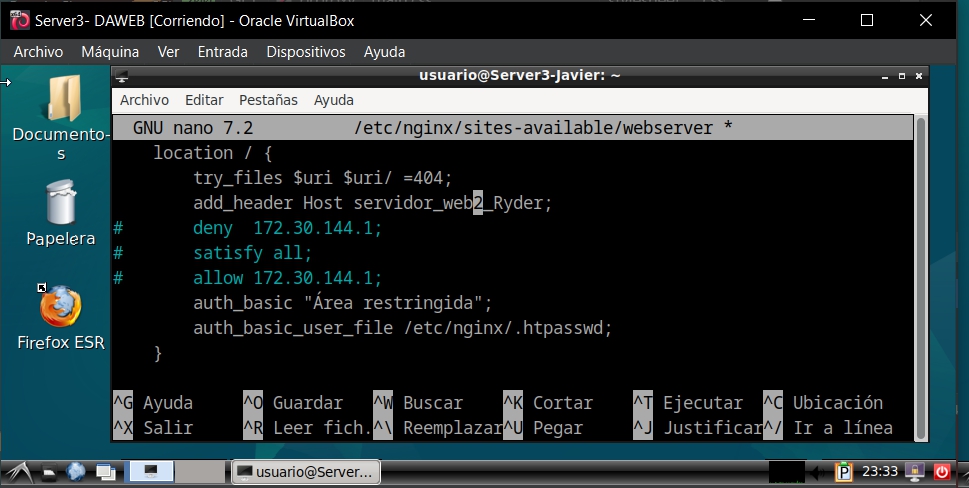 Server3- DAWEB [Corriendo] - Oracle VirtualBox
Archivo Máquina Ver Entrada Dispositivos Ayuda
usuario@Server3-Javier: ~
Archivo Editar Pestañas Ayuda
GNU nano 7.2 /etc/nginx/sites-available/webserver *
location / {
try_files $uri $uri/ =404;
add_header Host servidor_web2_Ryder;
# deny 172.30.144.1;
# satisfy all;
# allow 172.30.144.1;
auth_basic "Área restringida";
auth_basic_user_file /etc/nginx/.htpasswd;
}
^G Ayuda ^O Guardar ^W Buscar ^K Cortar ^T Ejecutar ^C Ubicación
^X Salir ^R Leer fich. ^\ Reemplazar ^U Pegar ^J Justificar ^/ Ir a línea
Documento-
s
Papelera
Firefox ESR
usuario@Server...
P
23:33